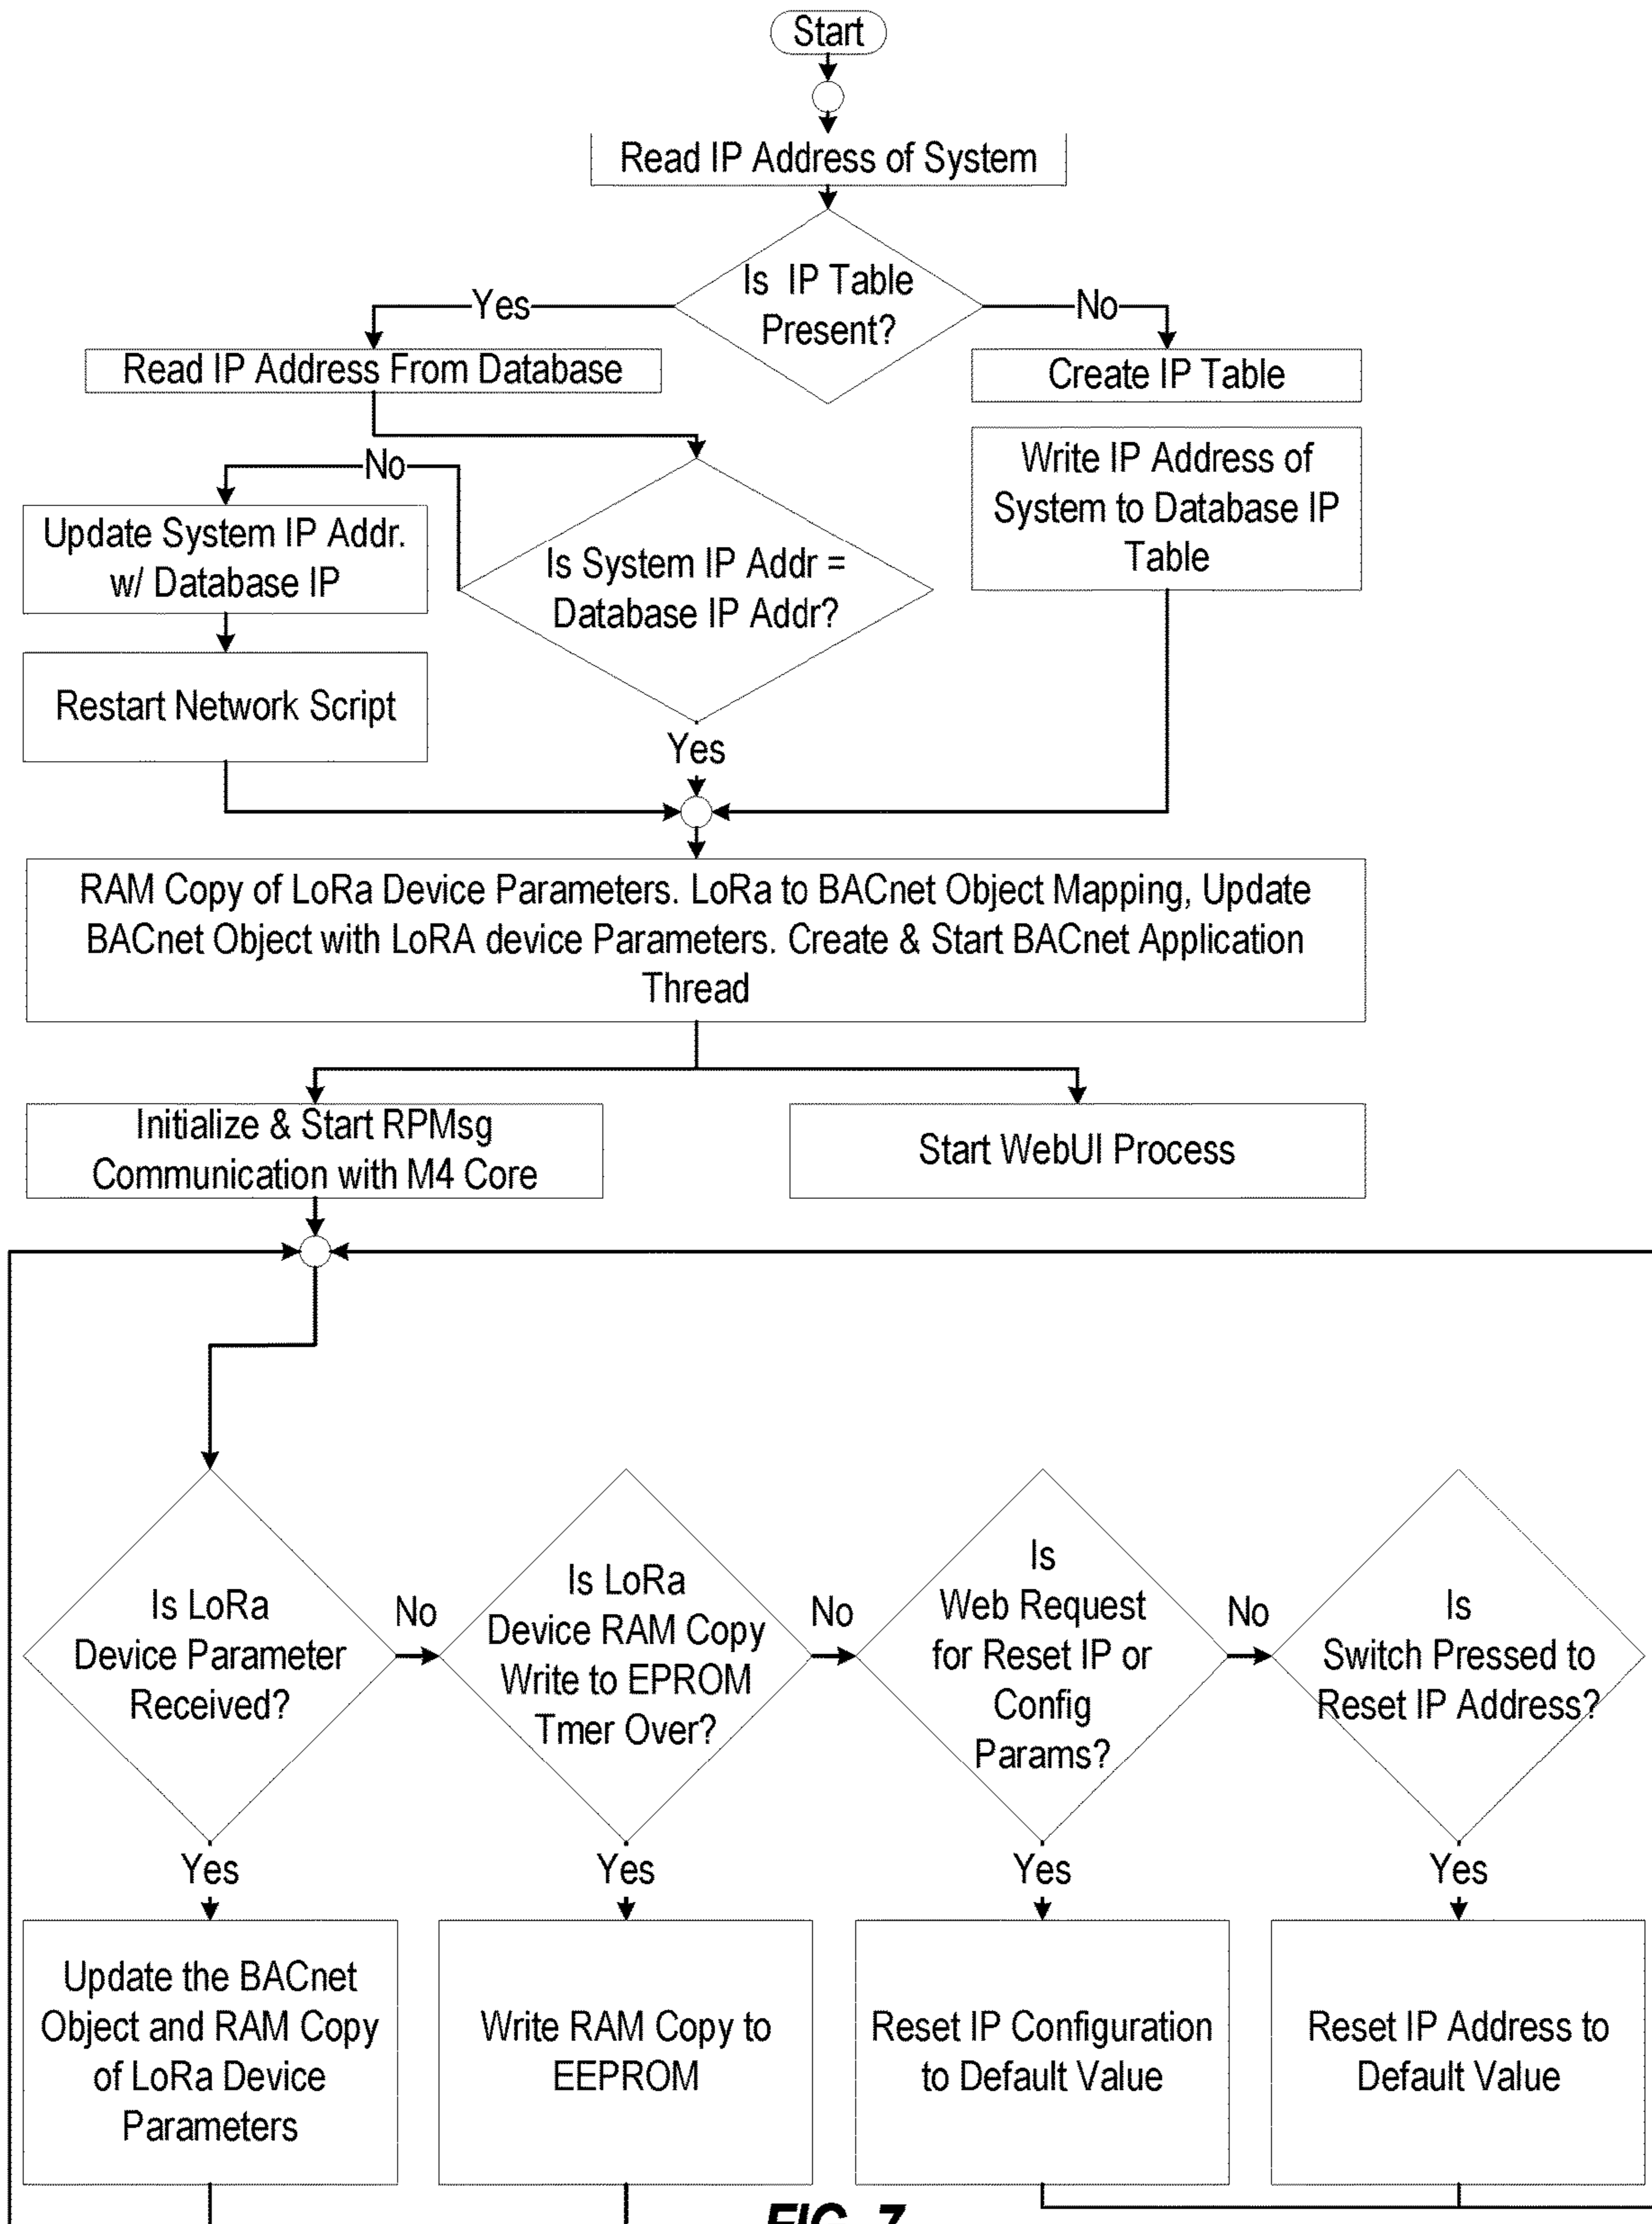 Start
Read IP Address of System
Is IP Table
Present?
Yes
No
Read IP Address From Database
Create IP Table
No
Write IP Address of
System to Database IP
Table
Update System IP Addr.
w/ Database IP
Is System IP Addr =
Database IP Addr?
Restart Network Script
Yes
RAM Copy of LoRa Device Parameters. LoRa to BACnet Object Mapping, Update
BACnet Object with LoRA device Parameters. Create & Start BACnet Application
Thread
Initialize & Start RPMsg
Communication with M4 Core
Start WebUI Process
Is LoRa
Device Parameter
Received?
No
Is LoRa
Device RAM Copy
Write to EPROM
Tmer Over?
No
Is
Web Request
for Reset IP or
Config
Params?
No
Is
Switch Pressed to
Reset IP Address?
Yes
Yes
Yes
Yes
Update the BACnet
Object and RAM Copy
of LoRa Device
Parameters
Write RAM Copy to
EEPROM
Reset IP Configuration
to Default Value
Reset IP Address to
Default Value
FIG. 7